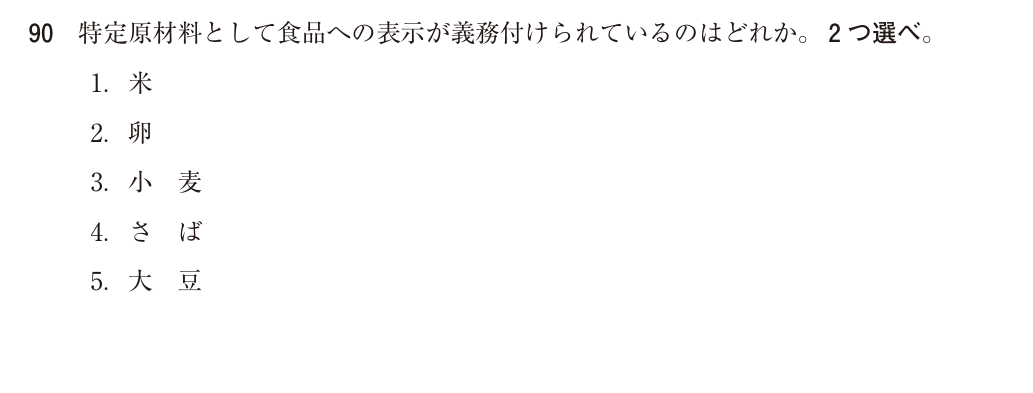 90 特定原材料として食品への表示が義務付けられているのはどれか。2つ選べ。
1. 米
2. 卵
3. 小　麦
4. さ　ば
5. 大　豆